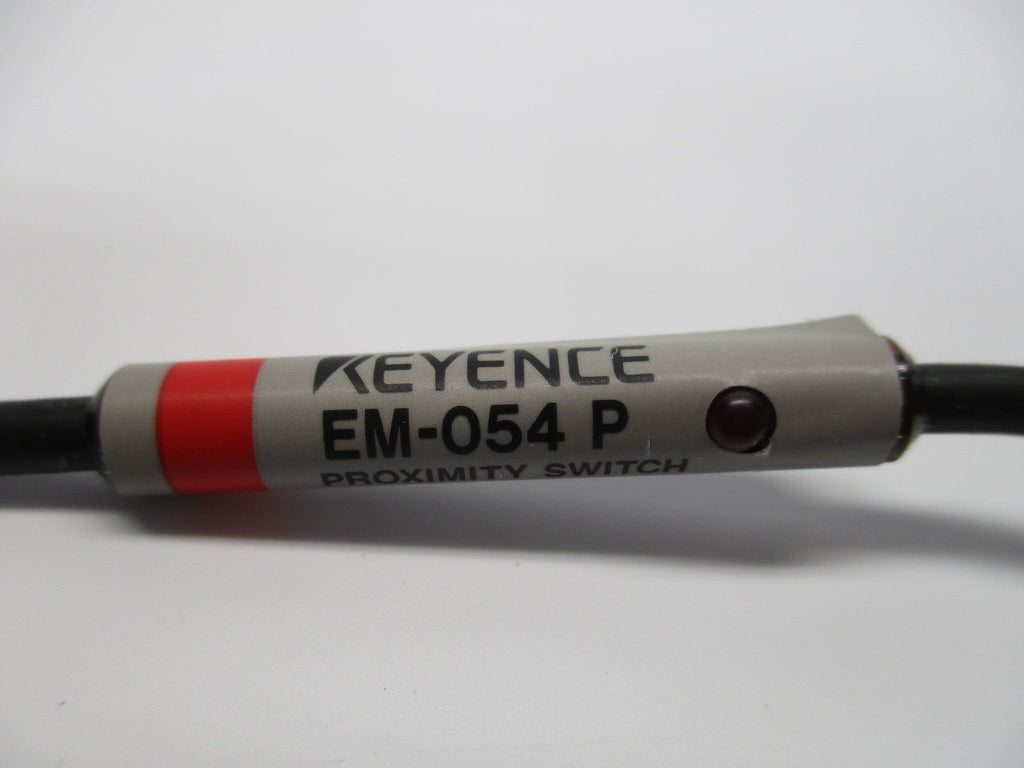 KEYENCE
EM-054 P
PROXIMITY SWITCH